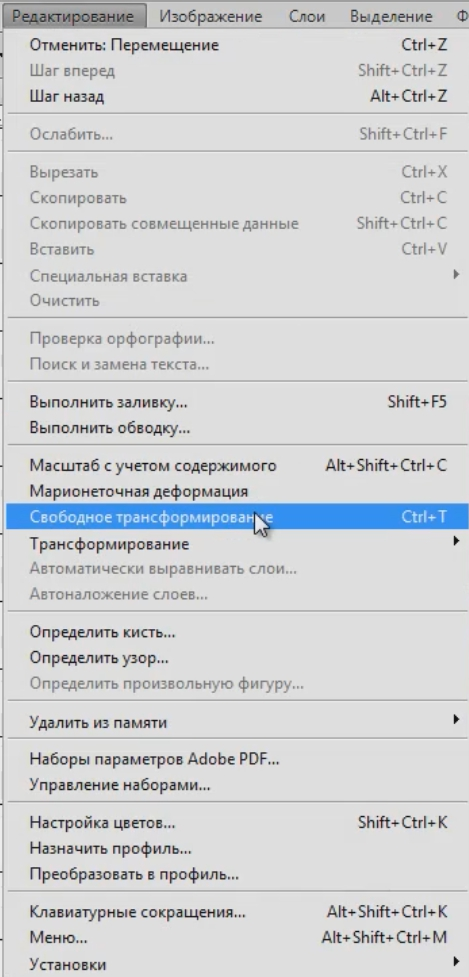 Редактирование Изображение Слои Выделение Ф
Отменить: Перемещение Ctrl+Z
Шаг вперед Shift+Ctrl+Z
Шаг назад Alt+Ctrl+Z
Ослабить... Shift+Ctrl+F
Вырезать Ctrl+X
Скопировать Ctrl+C
Скопировать совмещенные данные Shift+Ctrl+C
Вставить Ctrl+V
Специальная вставка
Очистить
Проверка орфографии...
Поиск и замена текста...
Выполнить заливку... Shift+F5
Выполнить обводку...
Масштаб с учетом содержимого Alt+Shift+Ctrl+C
Марионеточная деформация
Свободное трансформирование Ctrl+T
Трансформирование
Автоматически выравнивать слои...
Автоналожение слоев...
Определить кисть...
Определить узор...
Определить произвольную фигуру...
Удалить из памяти
Наборы параметров Adobe PDF...
Управление наборами...
Настройка цветов... Shift+Ctrl+K
Назначить профиль...
Преобразовать в профиль...
Клавиатурные сокращения... Alt+Shift+Ctrl+K
Меню... Alt+Shift+Ctrl+M
Установки